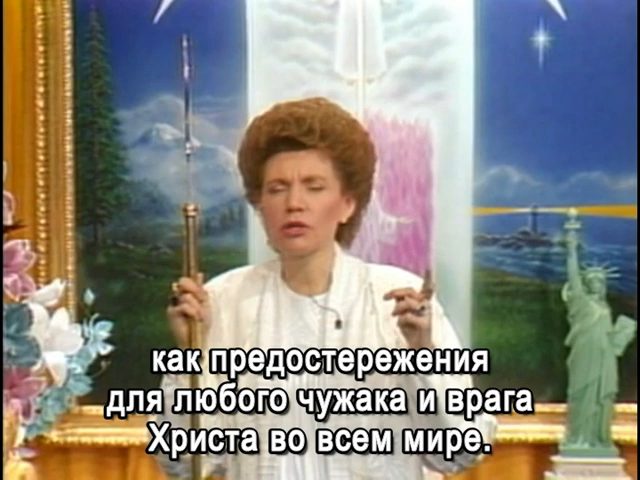 как предостережения
для любого чужака и врага
Христа во всем мире.